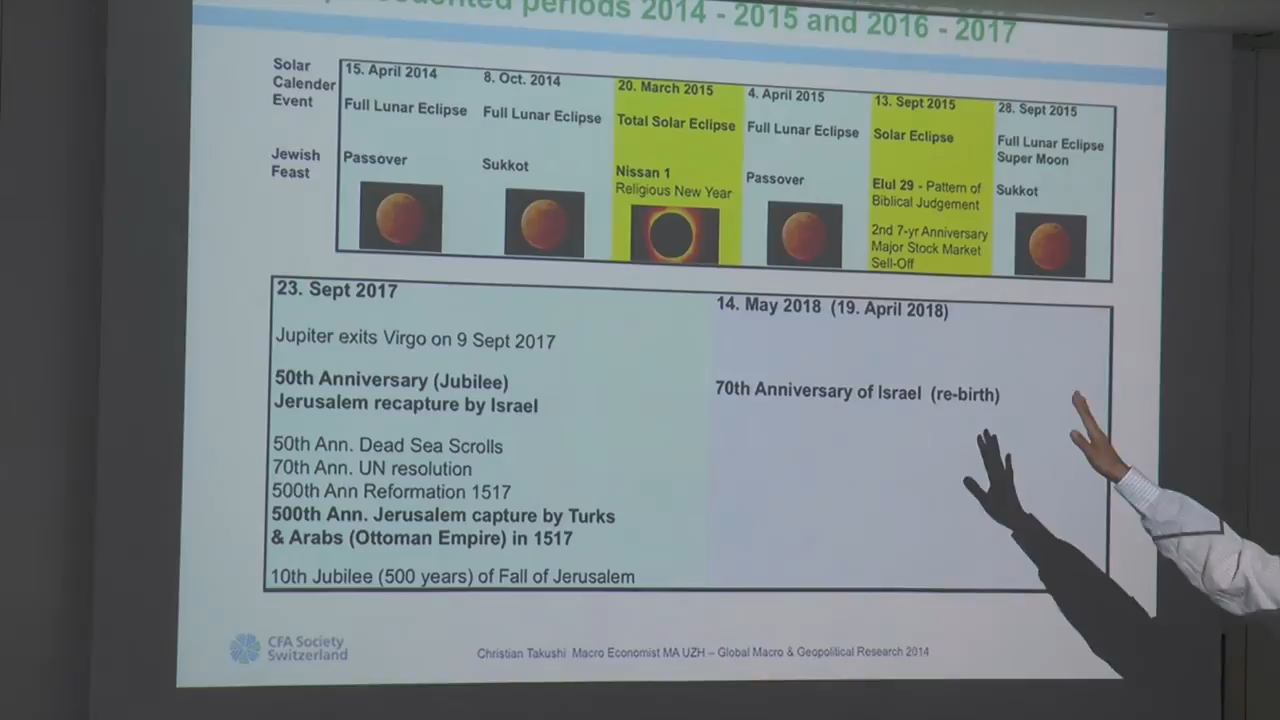 periods 2014 - 2015 and 2016 - 2017
Solar
Calender
Event
Jewish
Feast
15. April 2014
Full Lunar Eclipse
Passover
8. Oct. 2014
Full Lunar Eclipse
Sukkot
20. March 2015
Total Solar Eclipse
Nissan 1
Religious New Year
4. April 2015
Full Lunar Eclipse
Passover
13. Sept 2015
Solar Eclipse
Elul 29 - Pattern of
Biblical Judgement
2nd 7-yr Anniversary
Major Stock Market
Sell-Off
28. Sept 2015
Full Lunar Eclipse
Super Moon
Sukkot
23. Sept 2017
Jupiter exits Virgo on 9 Sept 2017
50th Anniversary (Jubilee)
Jerusalem recapture by Israel
50th Ann. Dead Sea Scrolls
70th Ann. UN resolution
500th Ann Reformation 1517
500th Ann. Jerusalem capture by Turks
& Arabs (Ottoman Empire) in 1517
10th Jubilee (500 years) of Fall of Jerusalem
14. May 2018 (19. April 2018)
70th Anniversary of Israel (re-birth)
CFA Society
Switzerland
Christian Takushi Macro Economist MA UZH – Global Macro & Geopolitical Research 2014